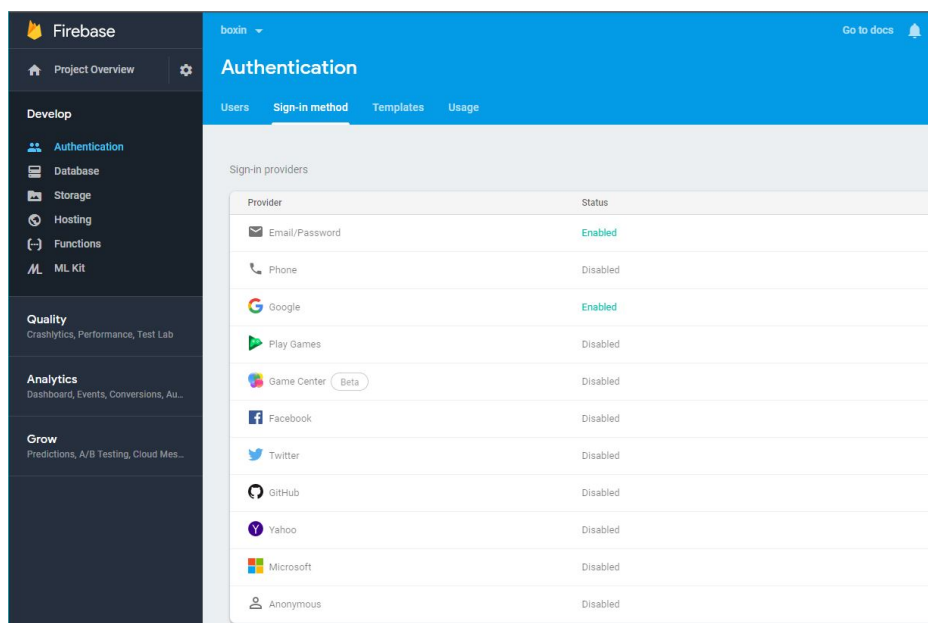 Firebase
Project Overview
Develop
Authentication
Database
Storage
Hosting
Functions
ML Kit
Quality
Crashlytics, Performance, Test Lab
Analytics
Dashboard, Events, Conversions, Au...
Grow
Predictions, A/B Testing, Cloud Mes...
boxin
Go to docs
Authentication
Users Sign-in method Templates Usage
Sign-in providers
Provider Status
Email/Password Enabled
Phone Disabled
Google Enabled
Play Games Disabled
Game Center Beta Disabled
Facebook Disabled
Twitter Disabled
GitHub Disabled
Yahoo Disabled
Microsoft Disabled
Anonymous Disabled